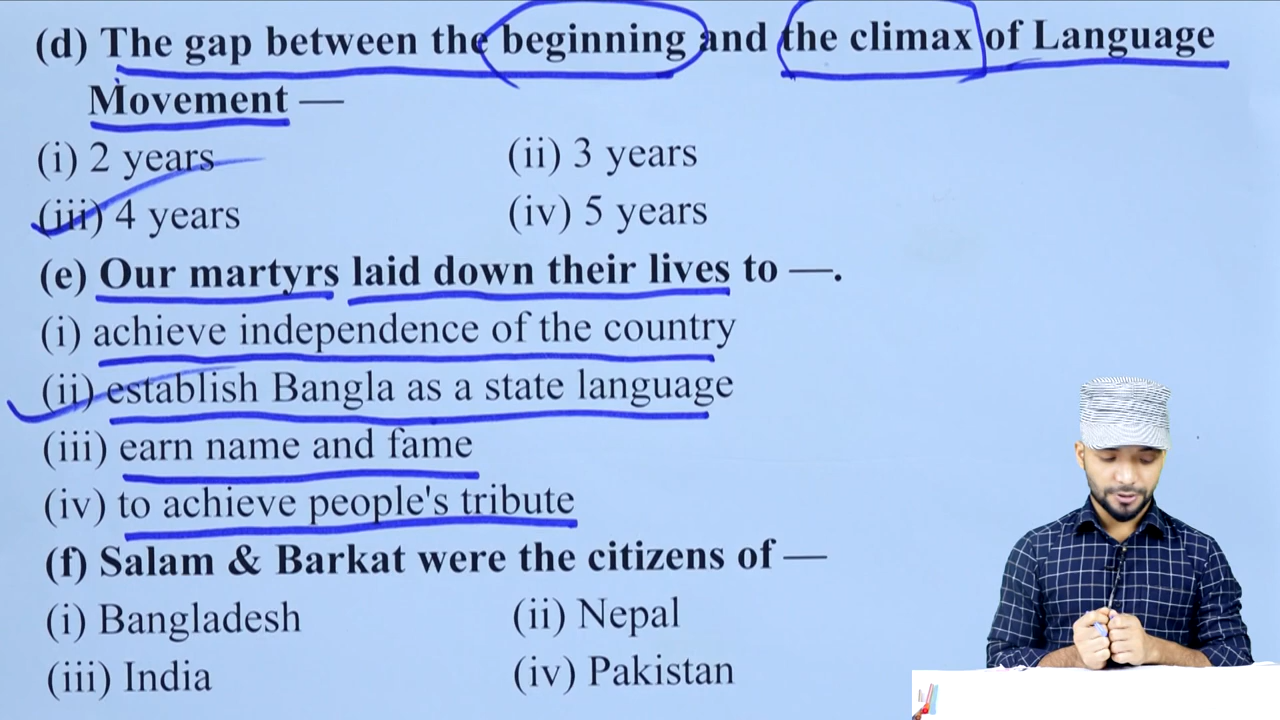 (d) The gap between the beginning and the climax of Language
Movement —
(i) 2 years (ii) 3 years
(iii) 4 years (iv) 5 years
(e) Our martyrs laid down their lives to —.
(i) achieve independence of the country
(ii) establish Bangla as a state language
(iii) earn name and fame
(iv) to achieve people's tribute
(f) Salam & Barkat were the citizens of —
(i) Bangladesh (ii) Nepal
(iii) India (iv) Pakistan